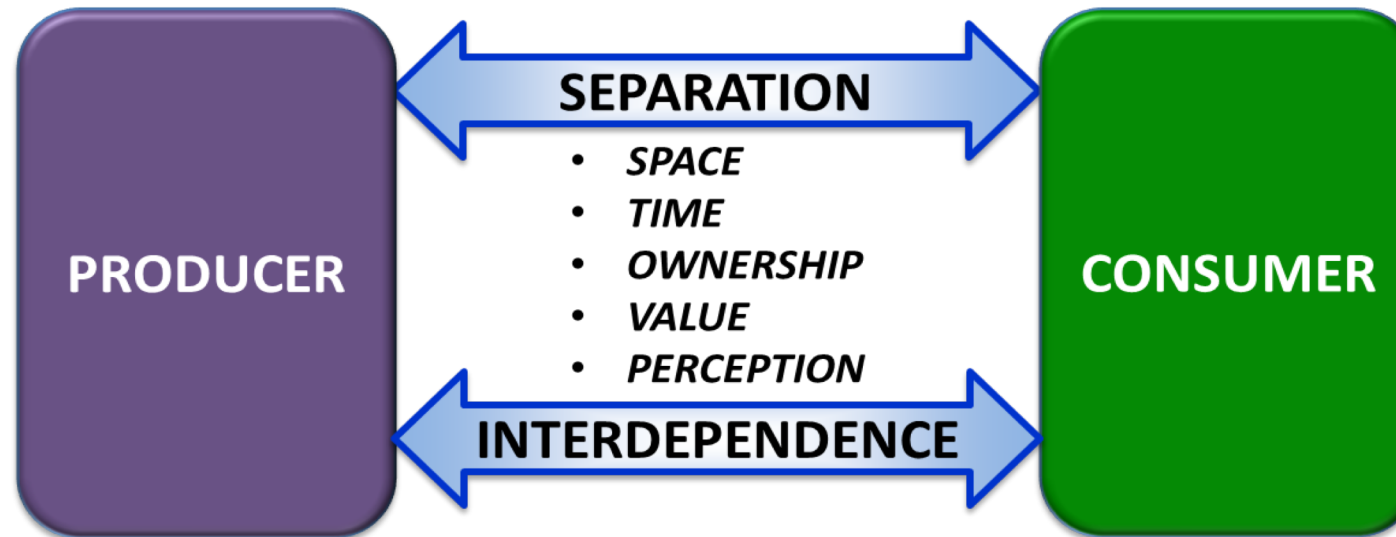 SEPARATION
• SPACE
• TIME
PRODUCER
• OWNERSHIP
CONSUMER
• VALUE
• PERCEPTION
INTERDEPENDENCE